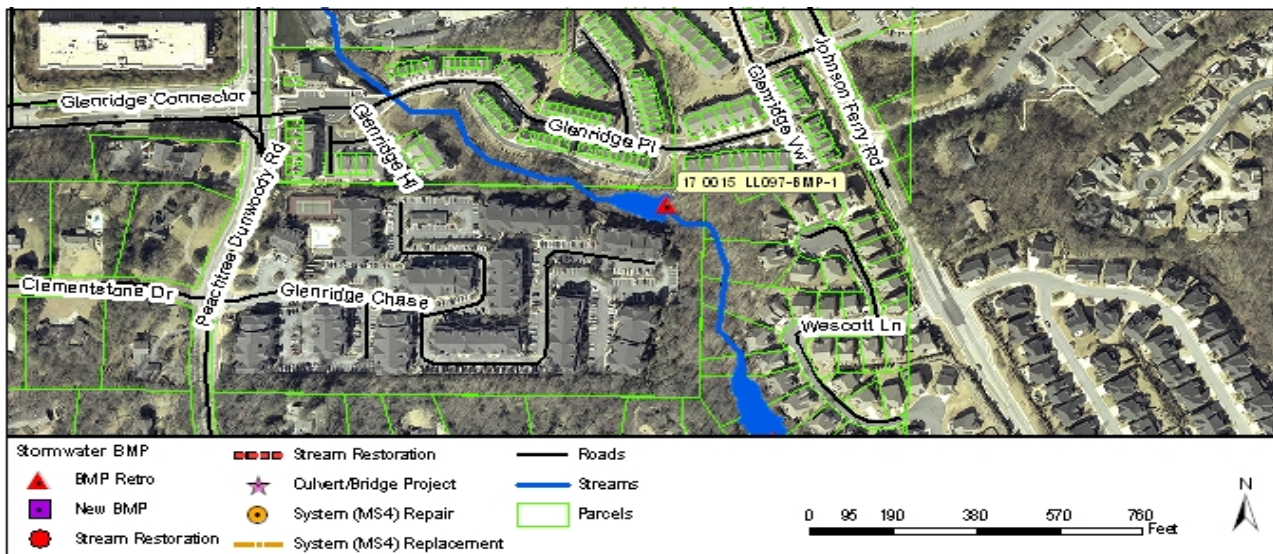 Glenridge Connector
Peachtree Dunwoody Rd
Glenridge Pl
Glenridge Vw
Johnson Ferry Rd
17 0015 LL097-BMP-1
Clementstone Dr
Glenridge Chase
Wescott Ln
Stormwater BMP
BMP Retro
New BMP
Stream Restoration
Stream Restoration
Culvert/Bridge Project
System (MS4) Repair
System (MS4) Replacement
Roads
Streams
Parcels
0 95 190 380 570 760
Feet
N